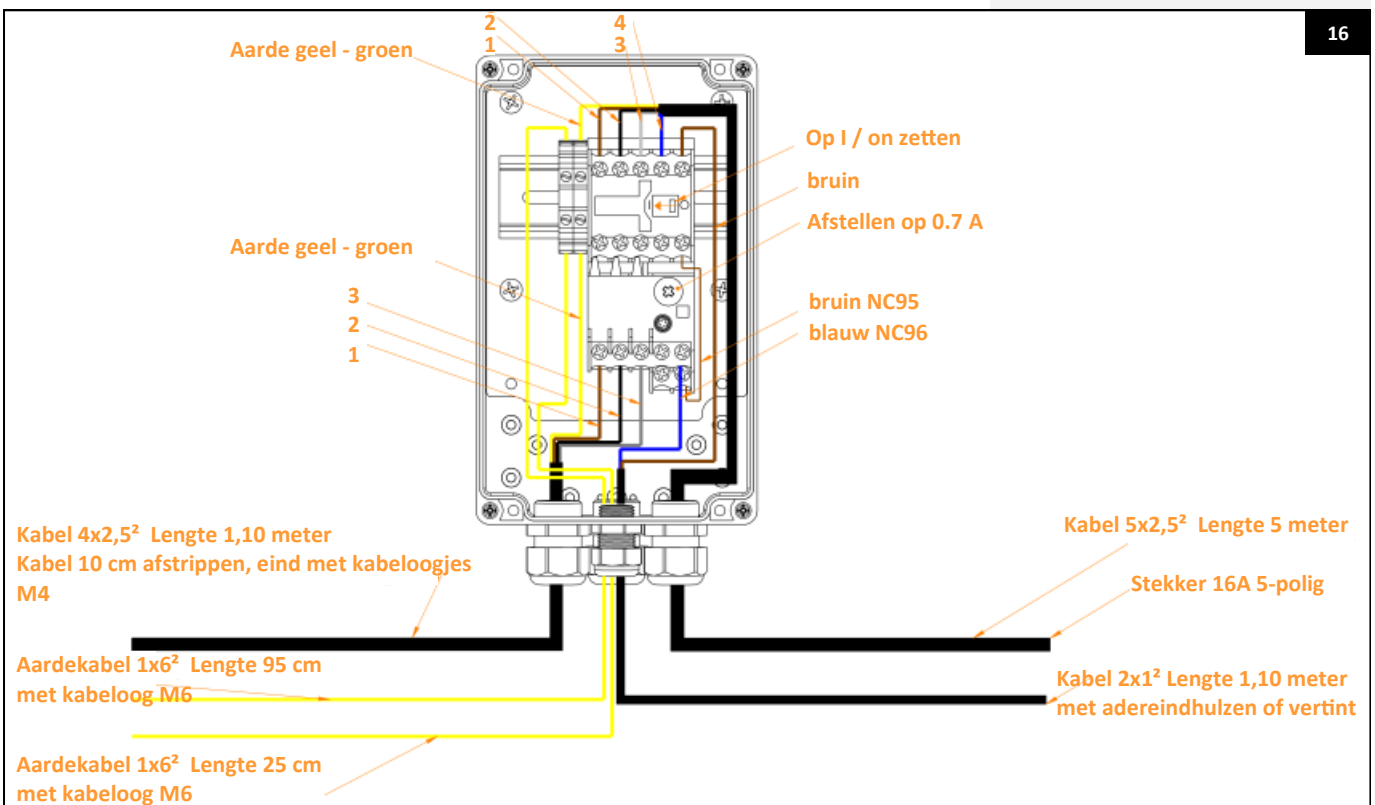 16
2
1
4
3
Aarde geel - groen
Op I / on zetten
bruin
Afstellen op 0.7 A
Aarde geel - groen
3
2
1
bruin NC95
blauw NC96
Kabel 4x2,5² Lengte 1,10 meter
Kabel 10 cm afstrippen, eind met kabeloogjes
M4
Kabel 5x2,5² Lengte 5 meter
Stekker 16A 5-polig
Aardekabel 1x6² Lengte 95 cm
met kabeloog M6
Kabel 2x1² Lengte 1,10 meter
met adereindhulzen of vertint
Aardekabel 1x6² Lengte 25 cm
met kabeloog M6